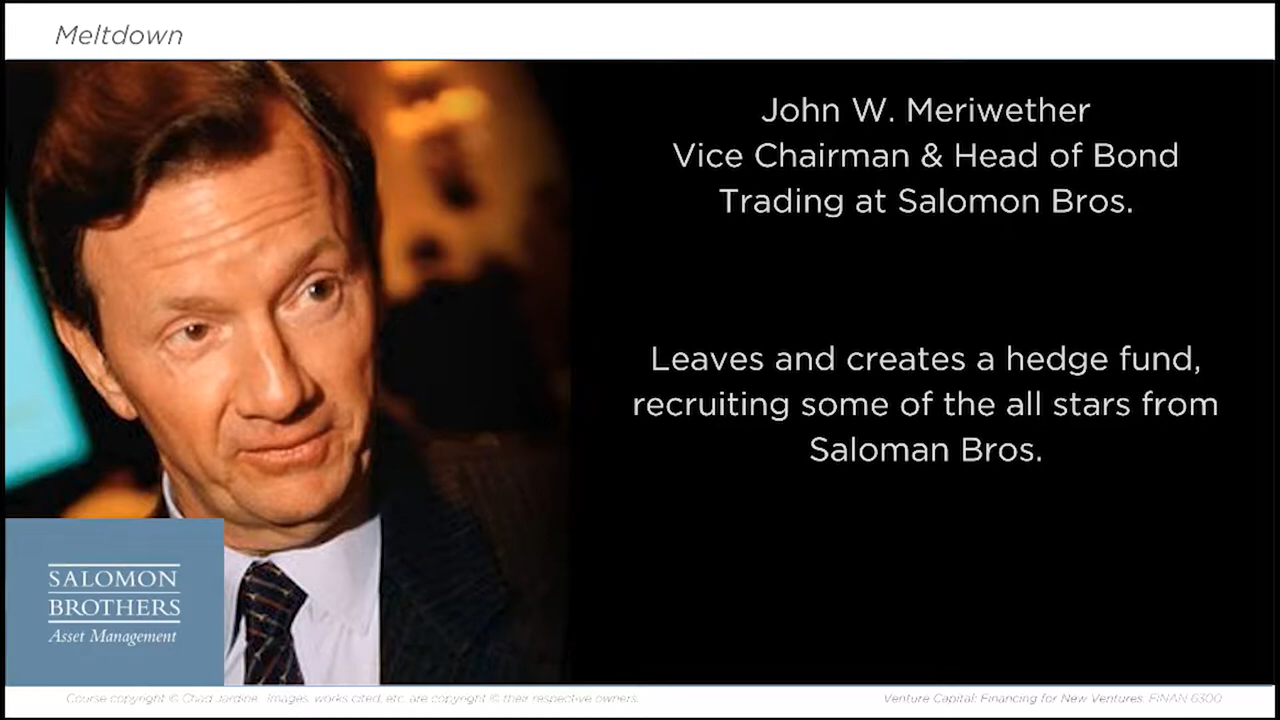 Meltdown
John W. Meriwether
Vice Chairman & Head of Bond
Trading at Salomon Bros.
Leaves and creates a hedge fund,
recruiting some of the all stars from
Saloman Bros.
SALOMON
BROTHERS
Asset Management
Course copyright © Chad Jardine. Images, works cited, etc. are copyright © their respective owners.
Venture Capital: Financing for New Ventures. FINAN 6300